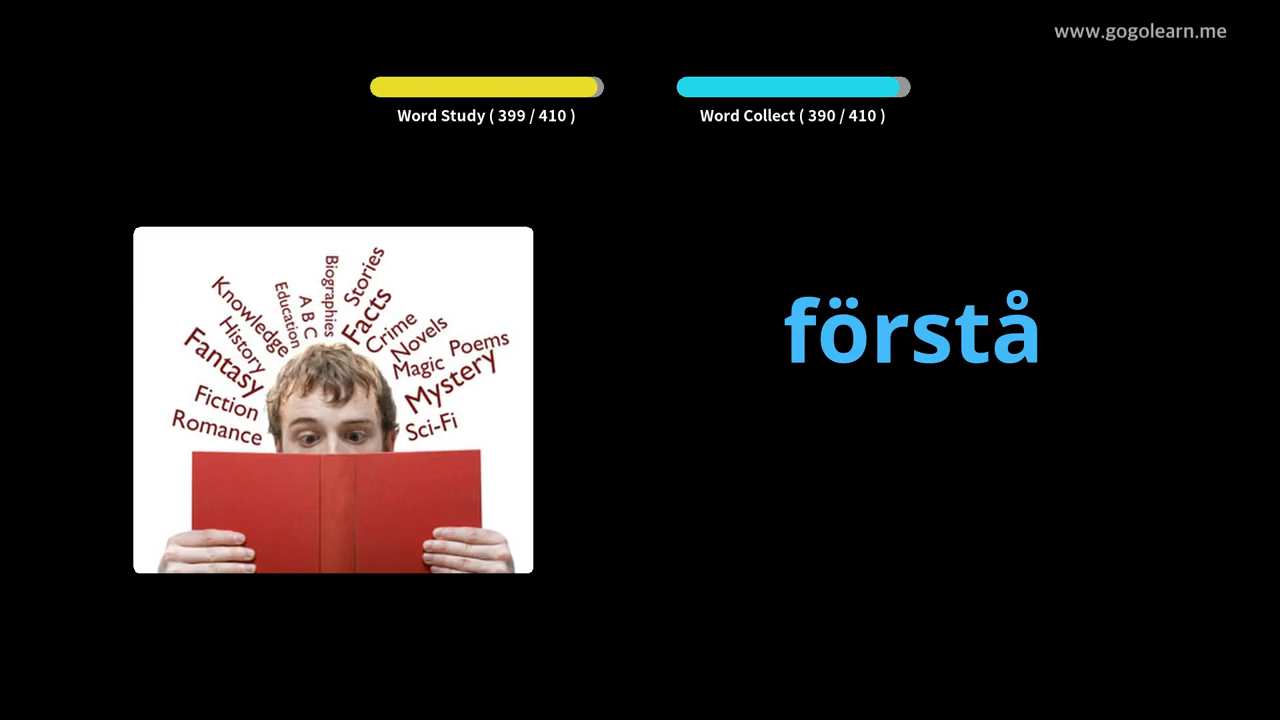 www.gogolearn.me
Word Study ( 399 / 410 )
Word Collect ( 390 / 410 )
Biographies
Stories
Education
A B C
Facts
Knowledge
Crime
History
Novels
Fantasy
Magic
Poems
Mystery
Fiction
Romance
Sci-Fi
förstå